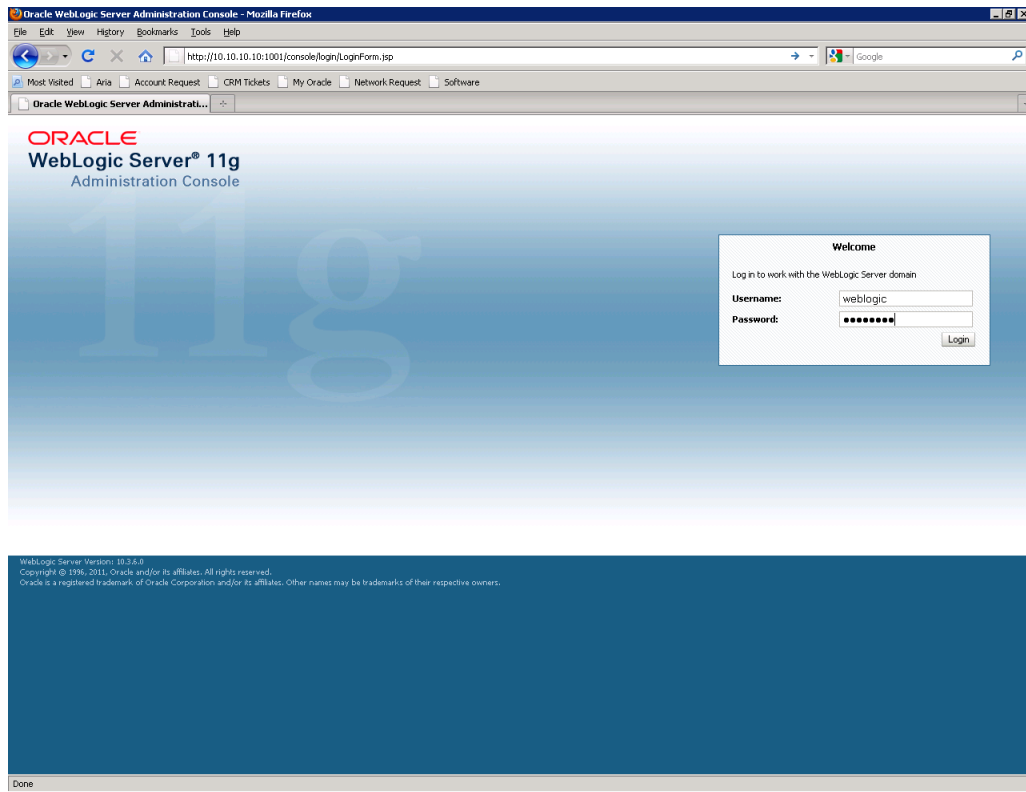 Oracle WebLogic Server Administration Console - Mozilla Firefox
File Edit View History Bookmarks Tools Help
http://10.10.10.10:1001/console/login/LoginForm.jsp Google
Most Visited Aria Account Request CRM Tickets My Oracle Network Request Software
Oracle WebLogic Server Administrati...
ORACLE
WebLogic Server® 11g
Administration Console
11g
Welcome
Log in to work with the WebLogic Server domain
Username: weblogic
Password: ●●●●●●●●
Login
WebLogic Server Version: 10.3.6.0
Copyright © 1996, 2011, Oracle and/or its affiliates. All rights reserved.
Oracle is a registered trademark of Oracle Corporation and/or its affiliates. Other names may be trademarks of their respective owners.
Done